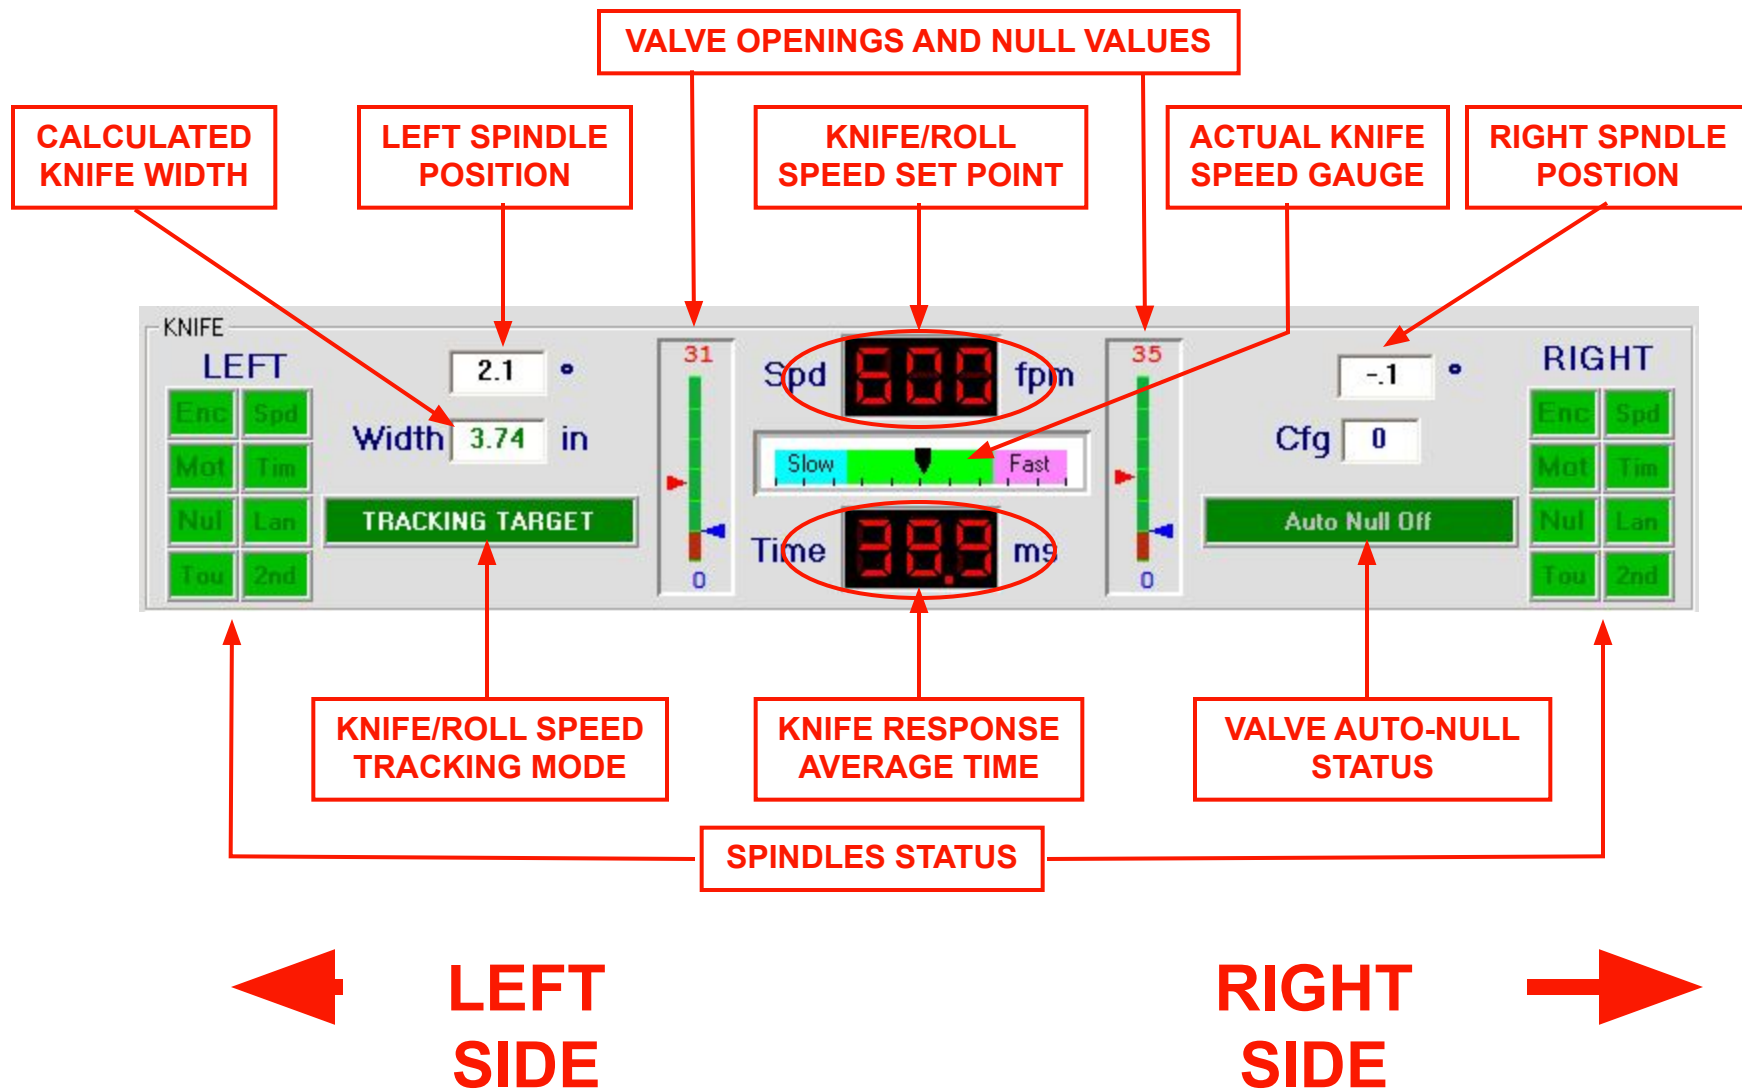 VALVE OPENINGS AND NULL VALUES
CALCULATED
KNIFE WIDTH
LEFT SPINDLE
POSITION
KNIFE/ROLL
SPEED SET POINT
ACTUAL KNIFE
SPEED GAUGE
RIGHT SPNDLE
POSTION
KNIFE
LEFT
2.1 °
31
Spd 500 fpm
35
-.1 °
RIGHT
Enc Spd
Width 3.74 in
Cfg 0
Enc Spd
Mot Tim
Slow Fast
Mot Tim
Nul Lan
TRACKING TARGET
Auto Null Off
Nul Lan
Time 38.9 ms
Tou 2nd
0
0
Tou 2nd
KNIFE/ROLL SPEED
TRACKING MODE
KNIFE RESPONSE
AVERAGE TIME
VALVE AUTO-NULL
STATUS
SPINDLES STATUS
LEFT
SIDE
RIGHT
SIDE